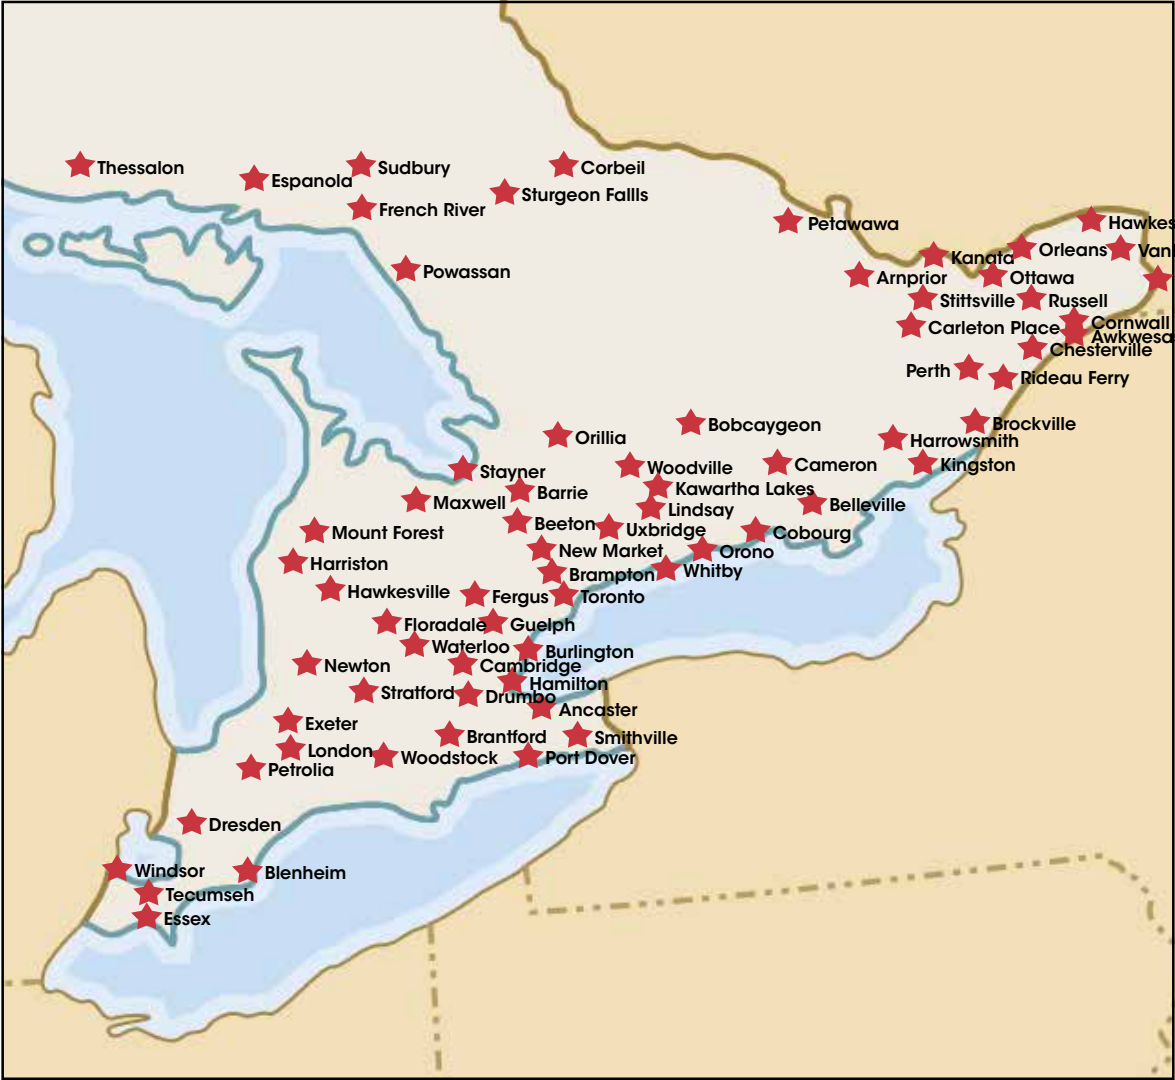 Thessalon
Sudbury
Corbeil
Espanola
Sturgeon Fallls
French River
Petawawa
Hawkes
Orleans
Van
Kanata
Powassan
Arnprior
Ottawa
Stittsville
Russell
Cornwall
Carleton Place
Awkwesa
Chesterville
Perth
Rideau Ferry
Bobcaygeon
Brockville
Orillia
Harrowsmith
Stayner
Woodville
Cameron
Kingston
Kawartha Lakes
Barrie
Maxwell
Belleville
Lindsay
Beeton
Uxbridge
Mount Forest
Cobourg
New Market
Orono
Harriston
Whitby
Brampton
Hawkesville
Fergus
Toronto
Floradale
Guelph
Waterloo
Burlington
Newton
Cambridge
Hamilton
Stratford
Drumbo
Ancaster
Exeter
Brantford
Smithville
London
Woodstock
Port Dover
Petrolia
Dresden
Windsor
Blenheim
Tecumseh
Essex